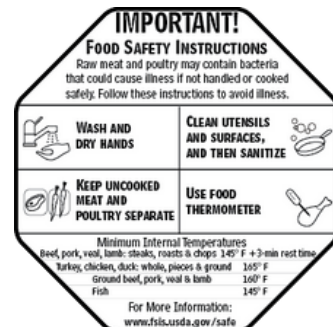 IMPORTANT!
FOOD SAFETY INSTRUCTIONS
Raw meat and poultry may contain bacteria
that could cause illness if not handled or cooked
safely. Follow these instructions to avoid illness.
WASH AND
DRY HANDS
CLEAN UTENSILS
AND SURFACES,
AND THEN SANITIZE
KEEP UNCOOKED
MEAT AND
POULTRY SEPARATE
USE FOOD
THERMOMETER
Minimum Internal Temperatures
Beef, pork, veal, lamb: steaks, roasts & chops 145° F +3-min rest time
Turkey, chicken, duck: whole, pieces & ground 165° F
Ground beef, pork, veal & lamb 160° F
Fish 145° F
For More Information:
www.fsis.usda.gov/safe